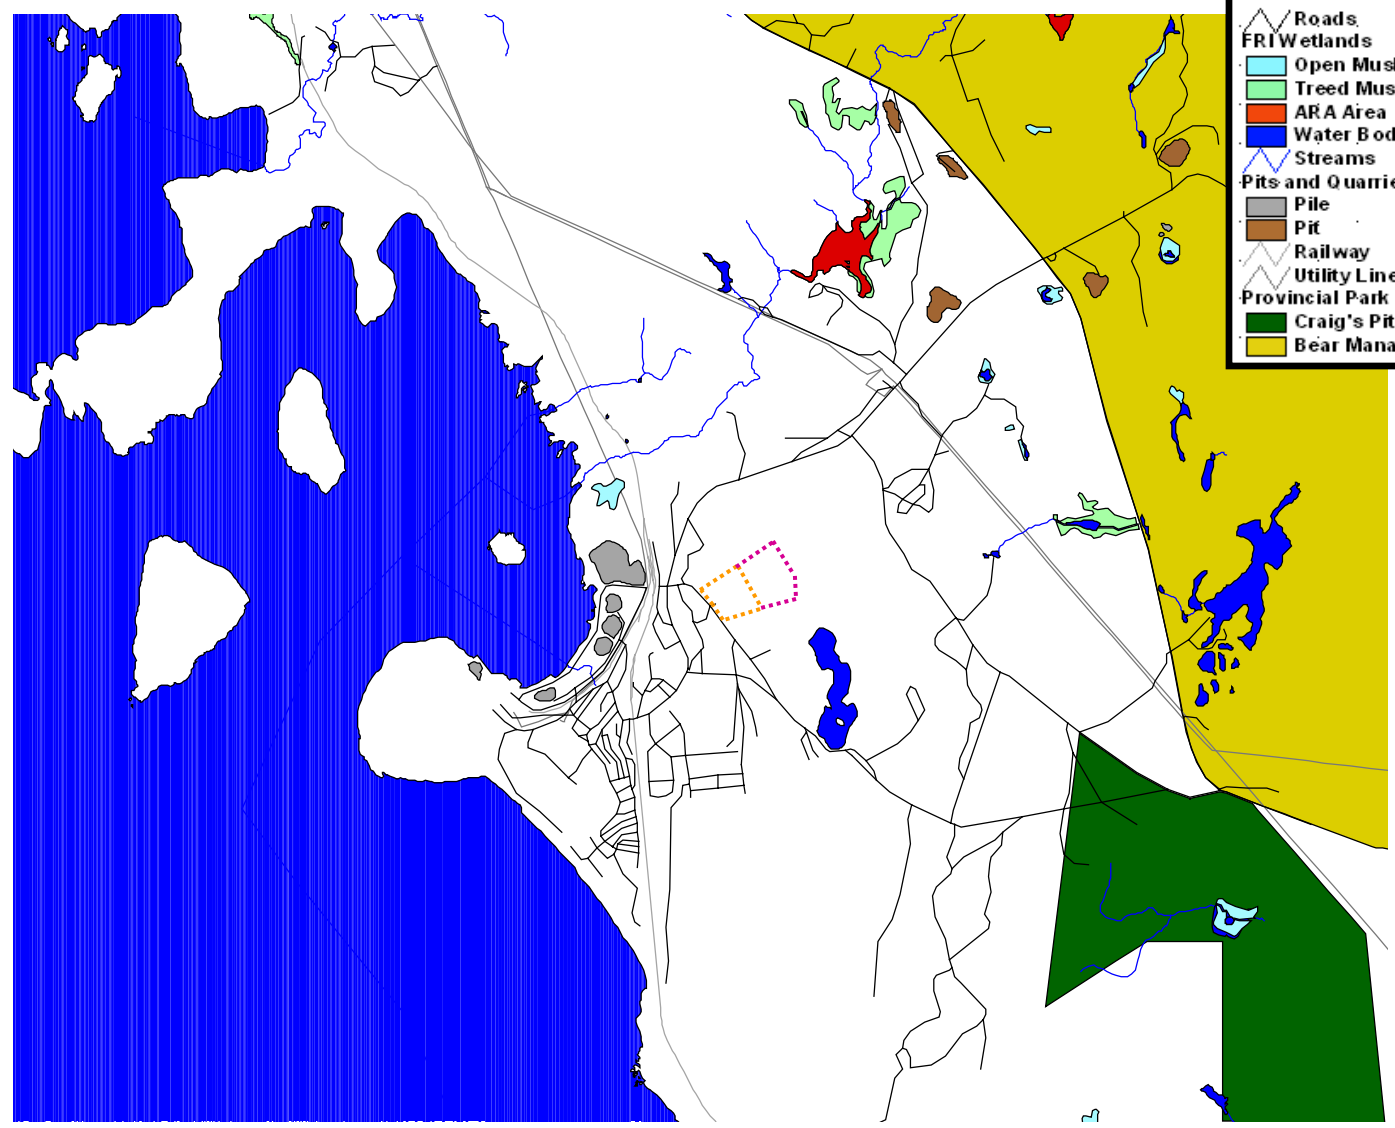 Roads
FRI Wetlands
Open Mus
Treed Mus
ARA Area
Water Bod
Streams
Pits and Quarrie
Pile
Pit
Railway
Utility Line
Provincial Park
Craig's Pit
Bear Mana